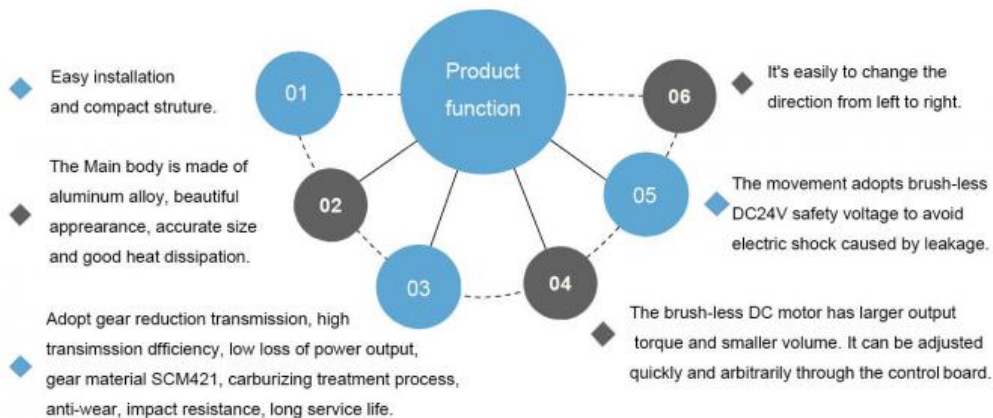 Product
function
01
Easy installation
and compact struture.
02
The Main body is made of
aluminum alloy, beautiful
apprearance, accurate size
and good heat dissipation.
03
Adopt gear reduction transmission, high
transimssion dfficiency, low loss of power output,
gear material SCM421, carburizing treatment process,
anti-wear, impact resistance, long service life.
04
The brush-less DC motor has larger output
torque and smaller volume. It can be adjusted
quickly and arbitrarily through the control board.
05
The movement adopts brush-less
DC24V safety voltage to avoid
electric shock caused by leakage.
06
It's easily to change the
direction from left to right.